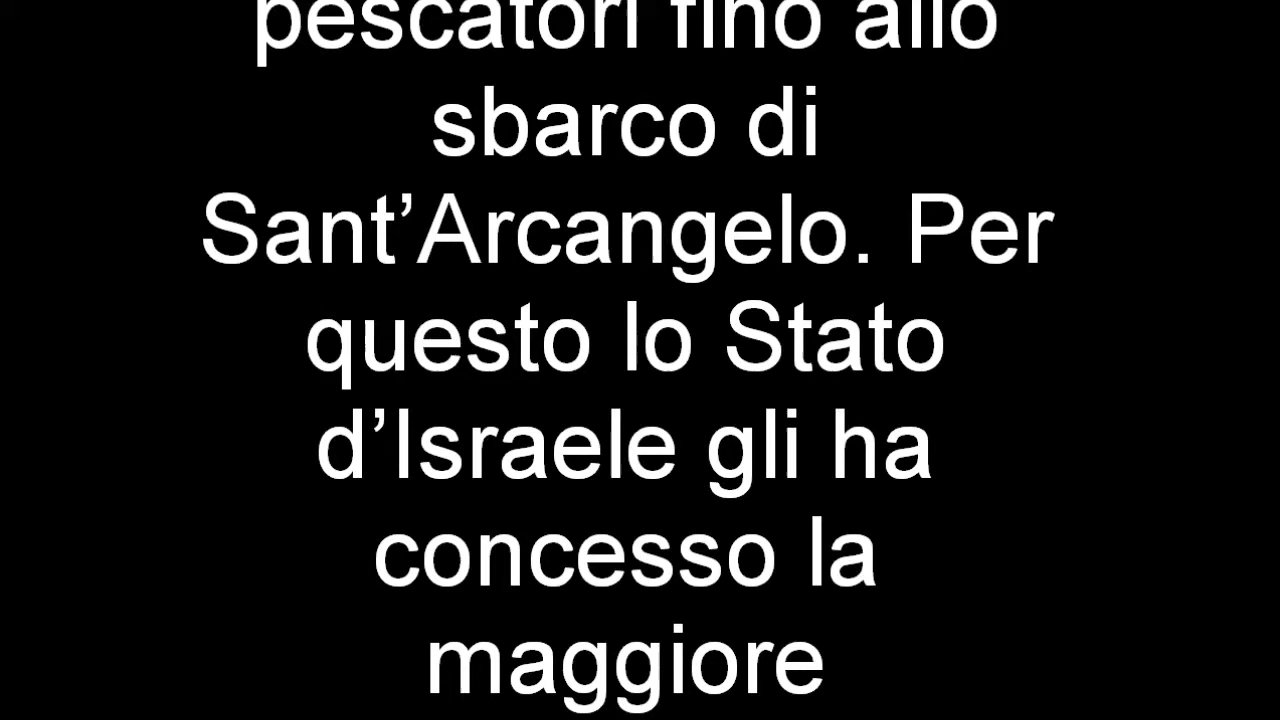 pescatori fino allo
sbarco di
Sant’Arcangelo. Per
questo lo Stato
d’Israele gli ha
concesso la
maggiore